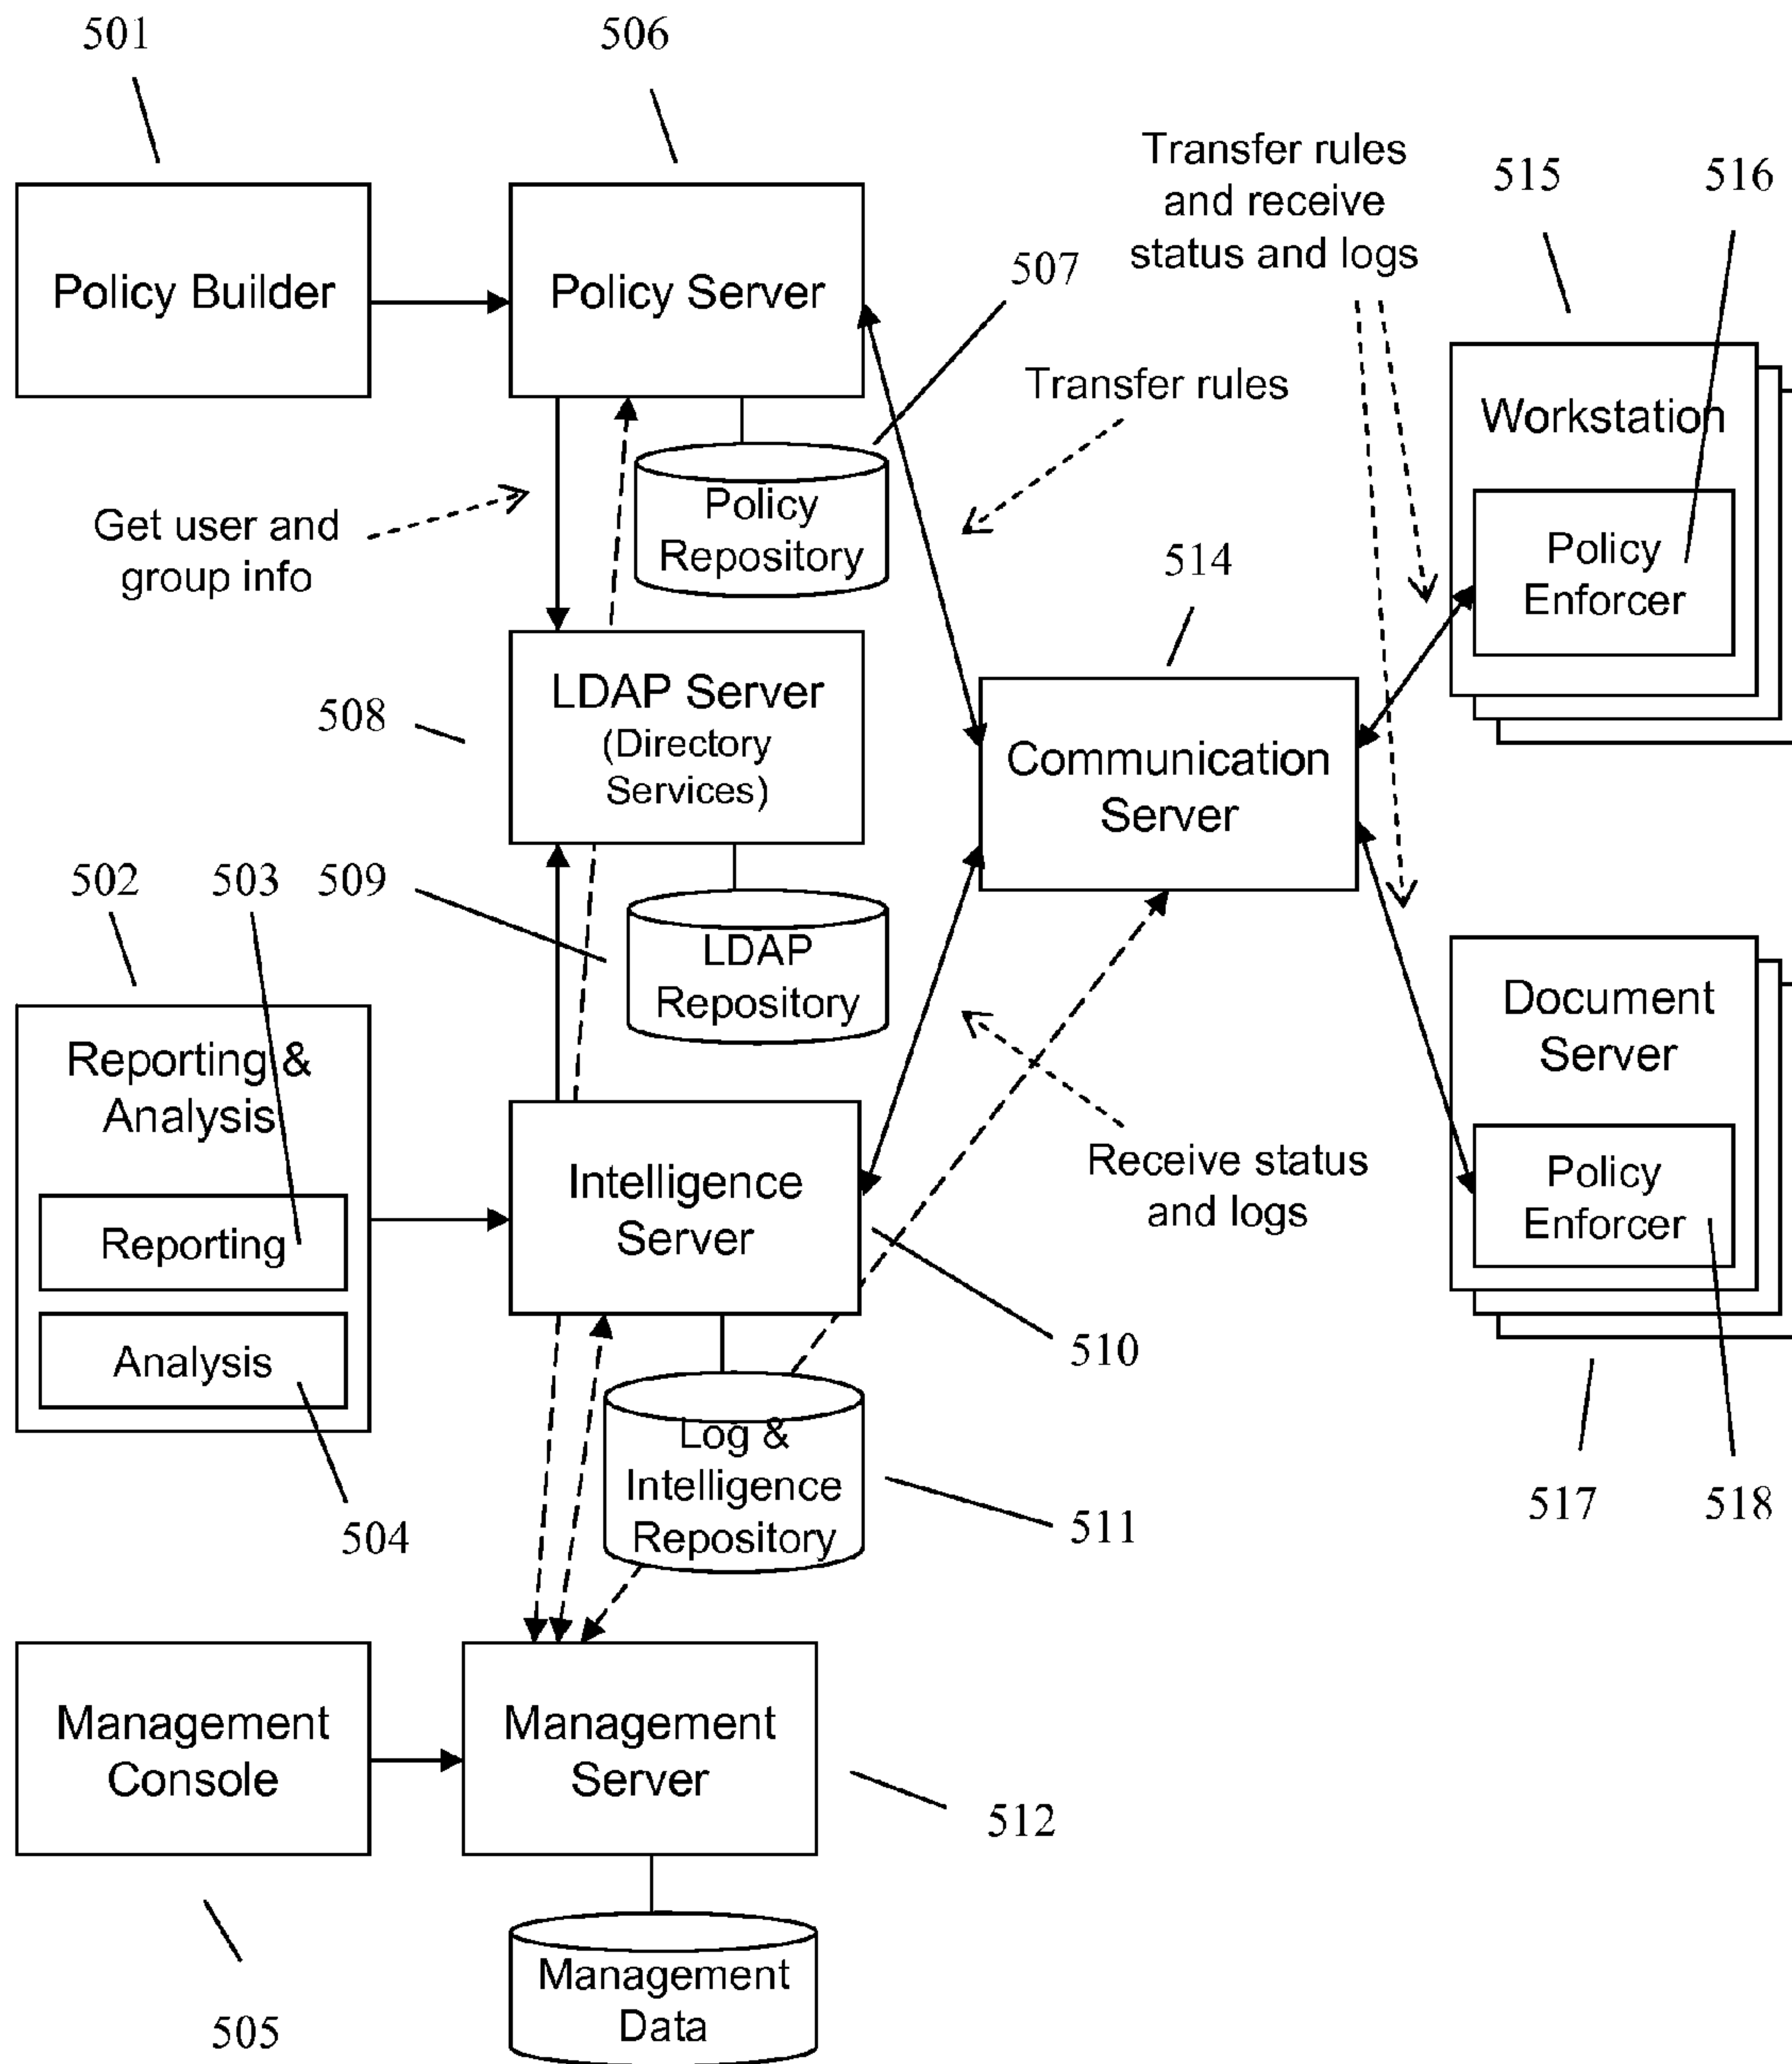 501
506
Transfer rules
and receive
status and logs
515
516
Policy Builder
Policy Server
507
Transfer rules
Workstation
Get user and
group info
Policy
Repository
Policy
Enforcer
514
508
LDAP Server
(Directory
Services)
Communication
Server
502
503
509
LDAP
Repository
Document
Server
Reporting &
Analysis
Receive status
and logs
Policy
Enforcer
Reporting
Analysis
Intelligence
Server
510
504
Log &
Intelligence
Repository
511
517
518
Management
Console
Management
Server
512
505
Management
Data